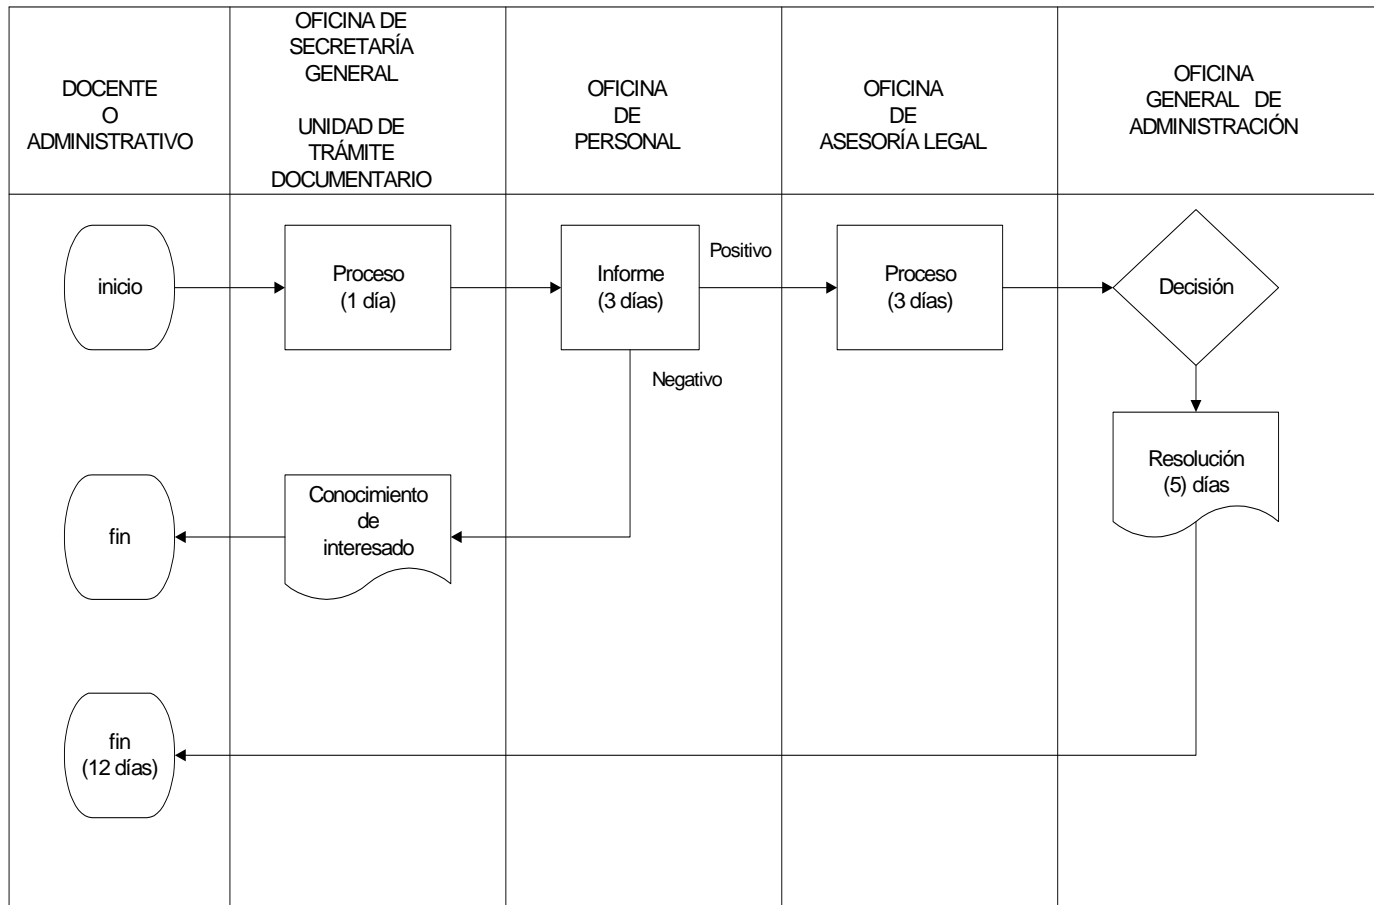 DOCENTE
O
ADMINISTRATIVO
OFICINA DE
SECRETARÍA
GENERAL
UNIDAD DE
TRÁMITE
DOCUMENTARIO
OFICINA
DE
PERSONAL
OFICINA
DE
ASESORÍA LEGAL
OFICINA
GENERAL DE
ADMINISTRACIÓN
inicio
Proceso
(1 día)
Informe
(3 días)
Positivo
Proceso
(3 días)
Decisión
Negativo
Resolución
(5) días
Conocimiento
de
interesado
fin
fin
(12 días)